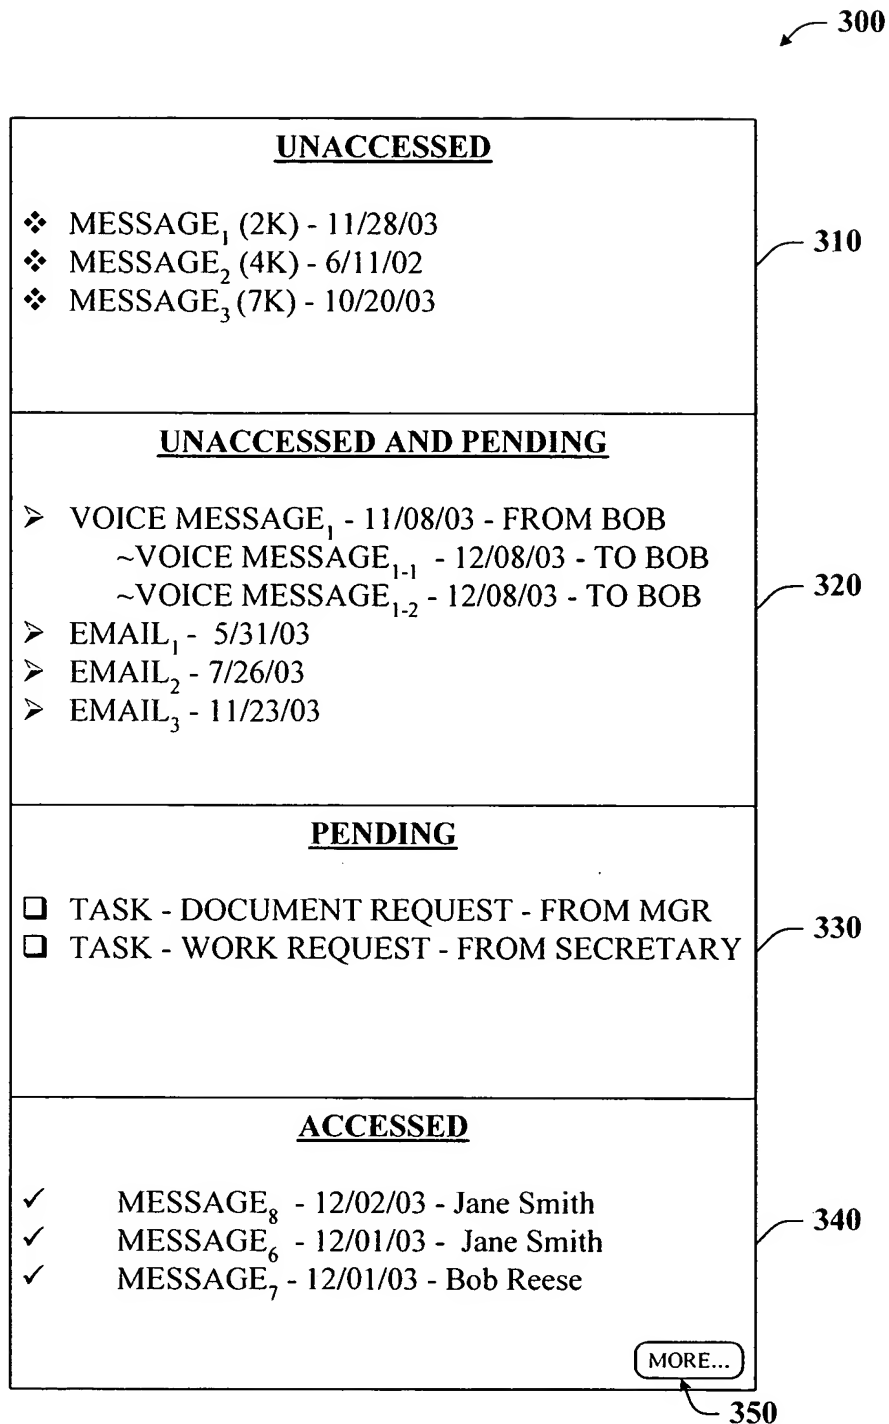 300
UNACCESSED
❖ MESSAGE₁ (2K) - 11/28/03
❖ MESSAGE₂ (4K) - 6/11/02
❖ MESSAGE₃ (7K) - 10/20/03
310
UNACCESSED AND PENDING
➢ VOICE MESSAGE₁ - 11/08/03 - FROM BOB
~VOICE MESSAGE₁₋₁ - 12/08/03 - TO BOB
~VOICE MESSAGE₁₋₂ - 12/08/03 - TO BOB
➢ EMAIL₁ - 5/31/03
➢ EMAIL₂ - 7/26/03
➢ EMAIL₃ - 11/23/03
320
PENDING
❑ TASK - DOCUMENT REQUEST - FROM MGR
❑ TASK - WORK REQUEST - FROM SECRETARY
330
ACCESSED
✓ MESSAGE₈ - 12/02/03 - Jane Smith
✓ MESSAGE₆ - 12/01/03 - Jane Smith
✓ MESSAGE₇ - 12/01/03 - Bob Reese
340
MORE...
350